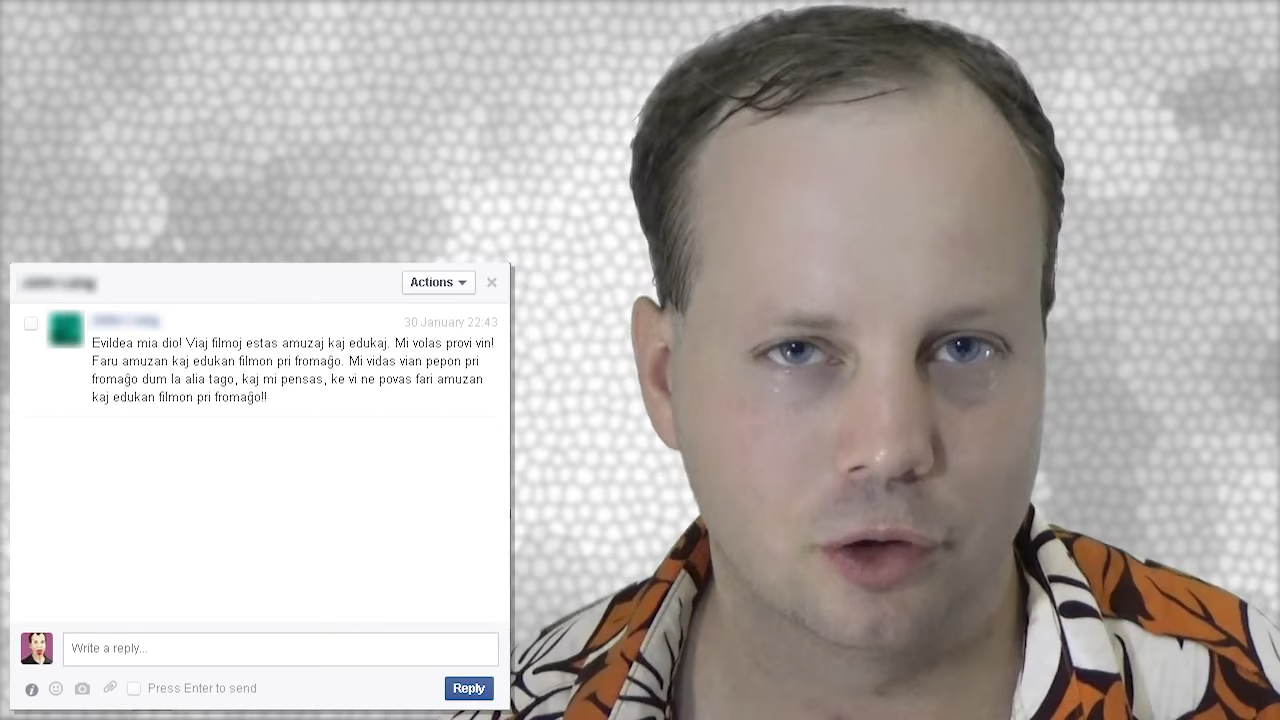 Actions
30 January 22:43
Evildea mia dio! Viaj filmoj estas amuzaj kaj edukaj. Mi volas provi vin!
Faru amuzan kaj edukan filmon pri fromaĝo. Mi vidas vian pepon pri
fromaĝo dum la alia tago, kaj mi pensas, ke vi ne povas fari amuzan
kaj edukan filmon pri fromaĝo!!
Write a reply...
Press Enter to send
Reply